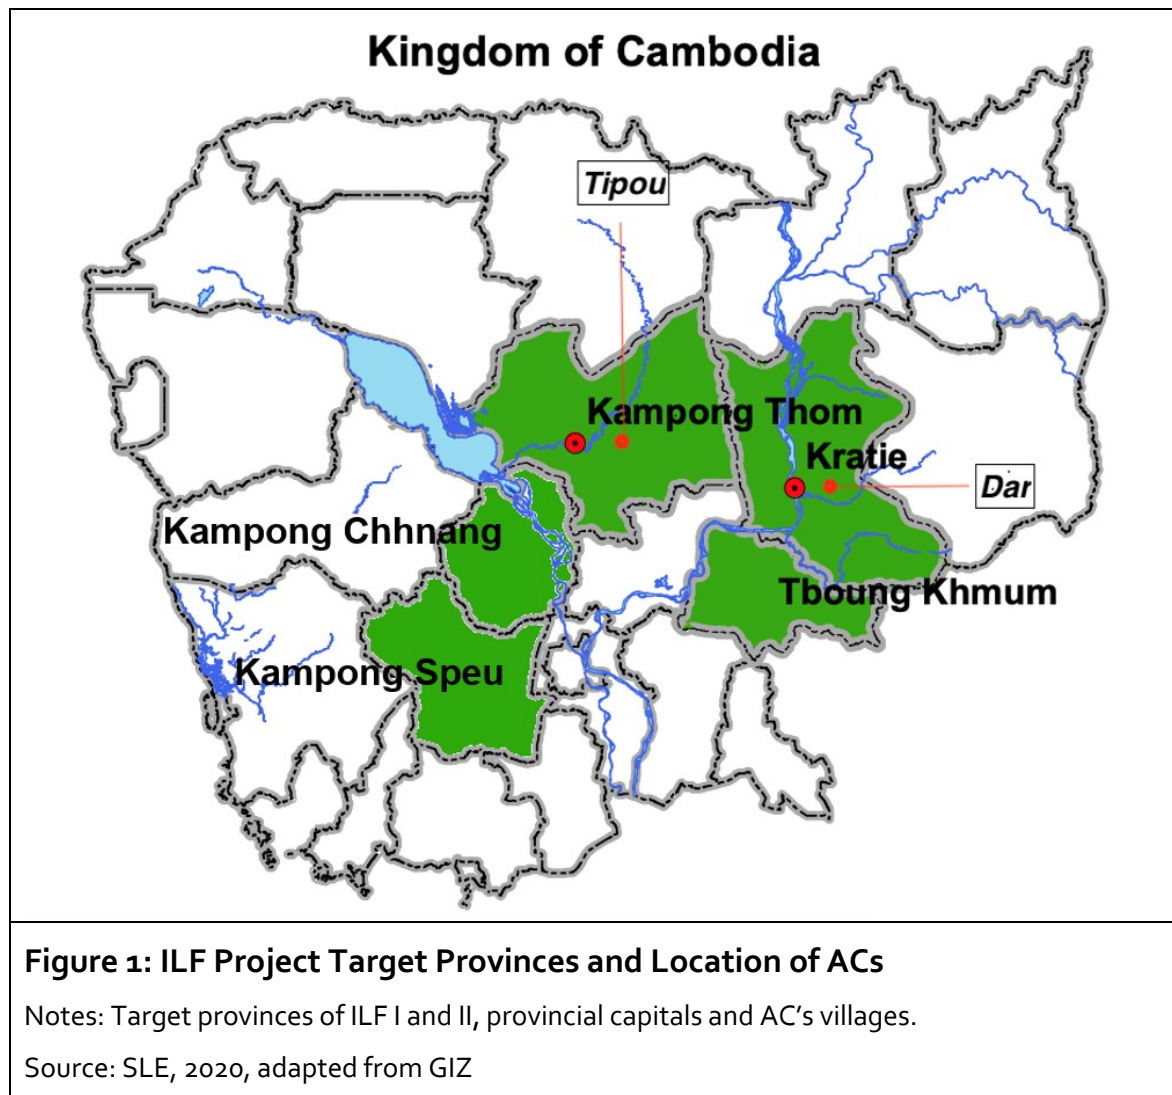 Kingdom of Cambodia
Tipou
Kampong Thom
Kratie
Dar
Kampong Chhnang
Tboung Khmum
Kampong Speu
Figure 1: ILF Project Target Provinces and Location of ACs
Notes: Target provinces of ILF I and II, provincial capitals and AC’s villages.
Source: SLE, 2020, adapted from GIZ